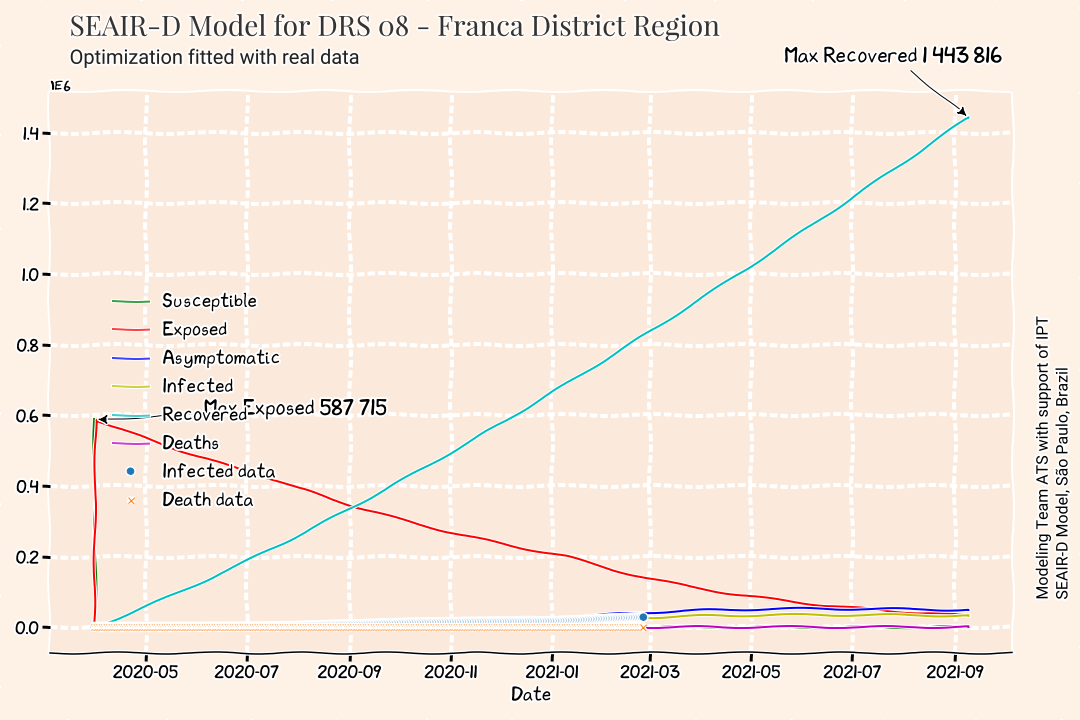 SEAIR-D Model for DRS 08 - Franca District Region
Optimization fitted with real data
Max Recovered 1 443 816
1E6
1.4
1.2
1.0
0.8
0.6
0.4
0.2
0.0
Susceptible
Exposed
Asymptomatic
Infected
Max Exposed 587 715
Recovered
Deaths
Infected data
Death data
2020-05 2020-07 2020-09 2020-11 2021-01 2021-03 2021-05 2021-07 2021-09
Date
Modeling Team ATS with support of IPT
SEAIR-D Model, São Paulo, Brazil